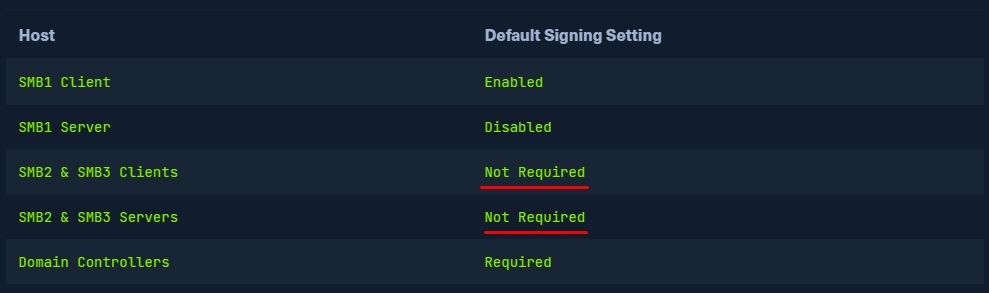 Host Default Signing Setting
SMB1 Client Enabled
SMB1 Server Disabled
SMB2 & SMB3 Clients Not Required
SMB2 & SMB3 Servers Not Required
Domain Controllers Required